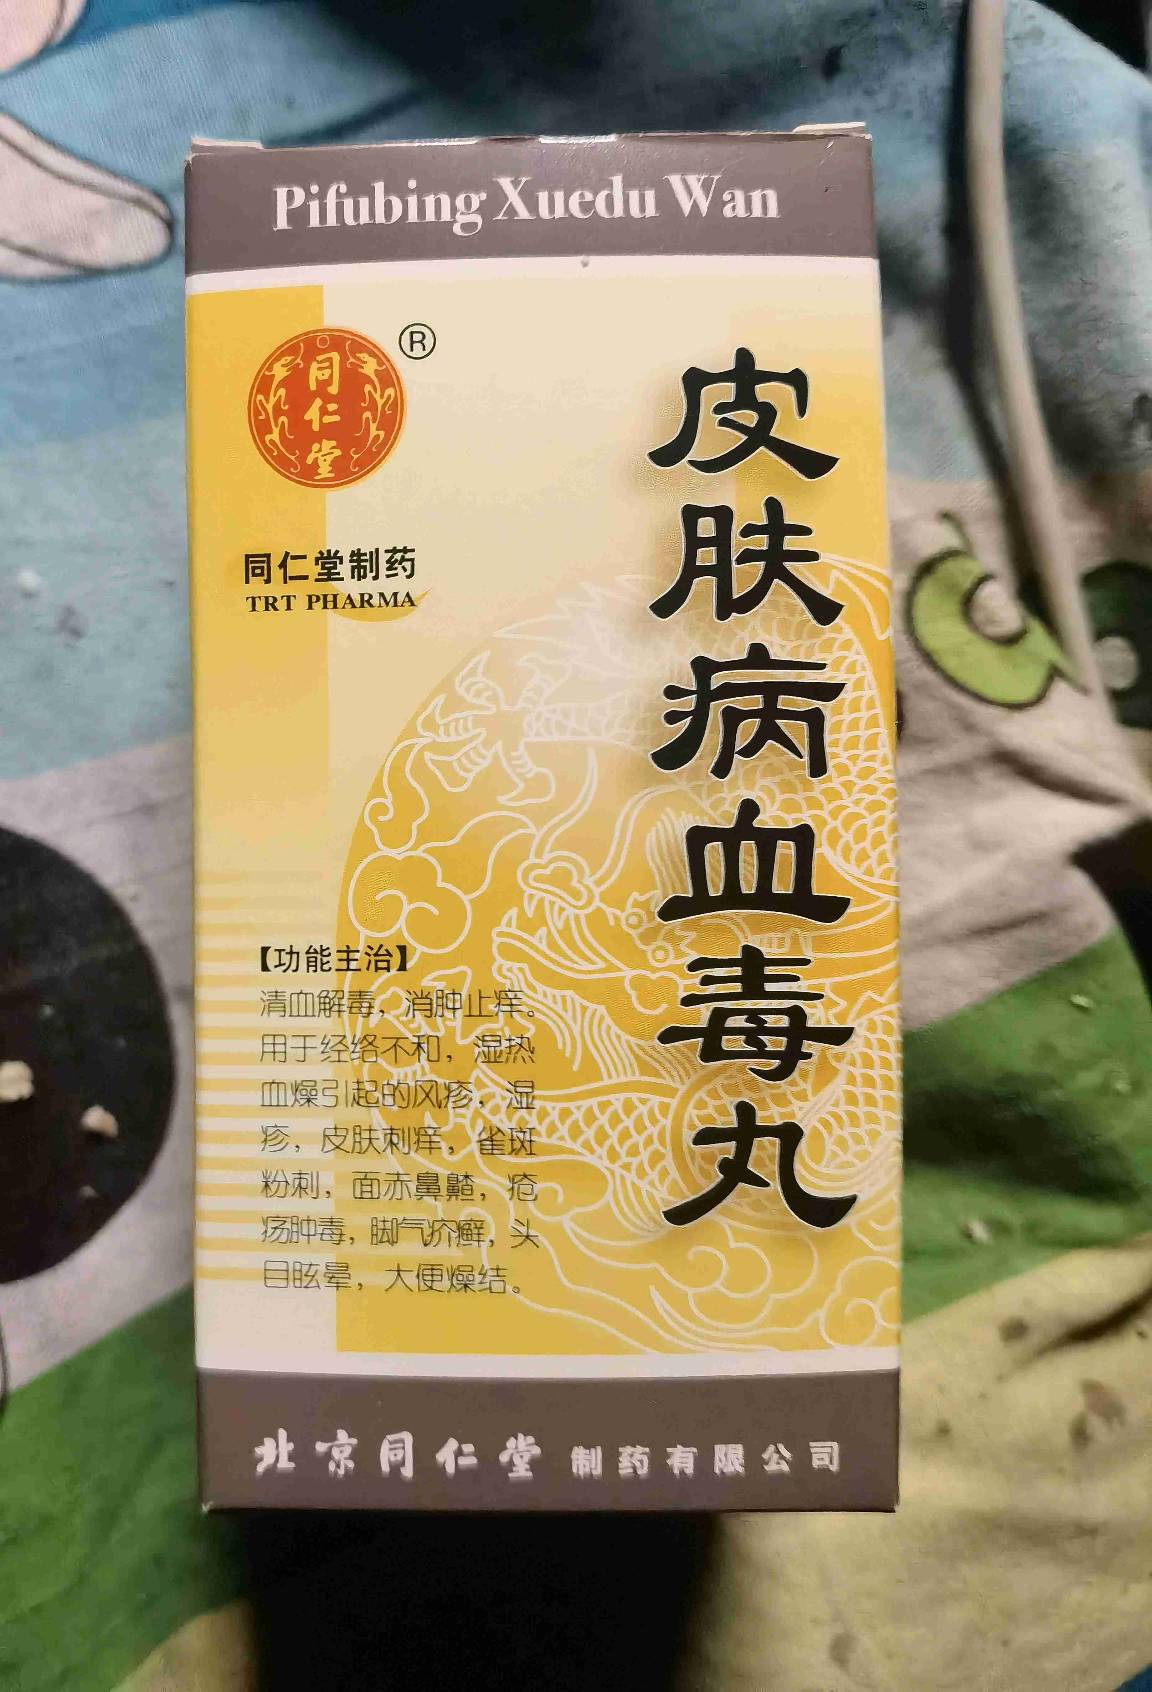 Pifubing Xuedu Wan
®
同仁堂
同仁堂制药
TRT PHARMA
皮肤病血毒丸
【功能主治】
清血解毒，消肿止痒。
用于经络不和，湿热
血燥引起的风疹，湿
疹，皮肤刺痒，雀斑
粉刺，面赤鼻齄，疮
疡肿毒，脚气疥癣，头
目眩晕，大便燥结。
北京同仁堂制药有限公司